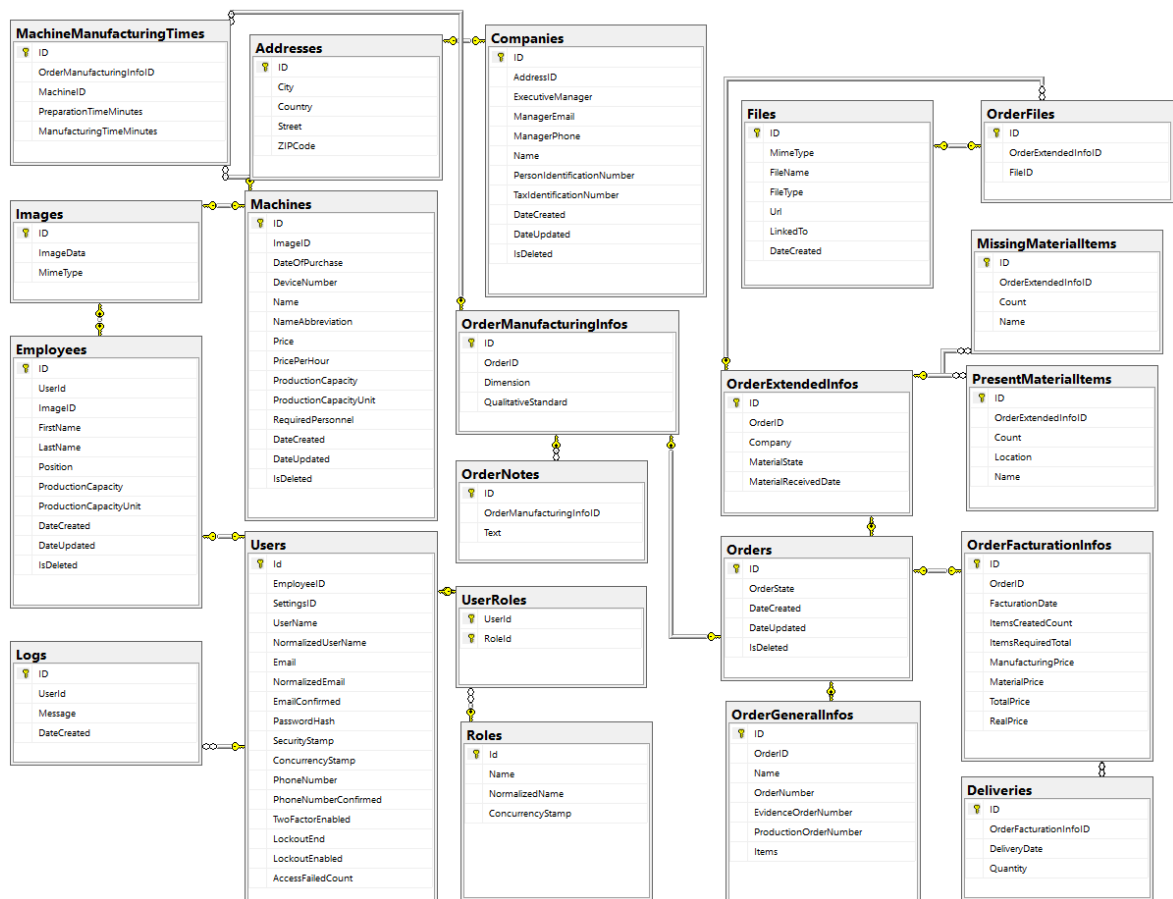 MachineManufacturingTimes
ID
OrderManufacturingInfoID
MachineID
PreparationTimeMinutes
ManufacturingTimeMinutes
Addresses
ID
City
Country
Street
ZIPCode
Companies
ID
AddressID
ExecutiveManager
ManagerEmail
ManagerPhone
Name
PersonIdentificationNumber
TaxIdentificationNumber
DateCreated
DateUpdated
IsDeleted
Files
ID
MimeType
FileName
FileType
Url
LinkedTo
DateCreated
OrderFiles
ID
OrderExtendedInfoID
FileID
Images
ID
ImageData
MimeType
Machines
ID
ImageID
DateOfPurchase
DeviceNumber
Name
NameAbbreviation
Price
PricePerHour
ProductionCapacity
ProductionCapacityUnit
RequiredPersonnel
DateCreated
DateUpdated
IsDeleted
MissingMaterialItems
ID
OrderExtendedInfoID
Count
Name
OrderManufacturingInfos
ID
OrderID
Dimension
QualitativeStandard
Employees
ID
UserId
ImageID
FirstName
LastName
Position
ProductionCapacity
ProductionCapacityUnit
DateCreated
DateUpdated
IsDeleted
OrderExtendedInfos
ID
OrderID
Company
MaterialState
MaterialReceivedDate
PresentMaterialItems
ID
OrderExtendedInfoID
Count
Location
Name
OrderNotes
ID
OrderManufacturingInfoID
Text
Users
Id
EmployeeID
SettingsID
UserName
NormalizedUserName
Email
NormalizedEmail
EmailConfirmed
PasswordHash
SecurityStamp
ConcurrencyStamp
PhoneNumber
PhoneNumberConfirmed
TwoFactorEnabled
LockoutEnd
LockoutEnabled
AccessFailedCount
Orders
ID
OrderState
DateCreated
DateUpdated
IsDeleted
OrderFacturationInfos
ID
OrderID
FacturationDate
ItemsCreatedCount
ItemsRequiredTotal
ManufacturingPrice
MaterialPrice
TotalPrice
RealPrice
UserRoles
UserId
RoleId
Logs
ID
UserId
Message
DateCreated
Roles
Id
Name
NormalizedName
ConcurrencyStamp
OrderGeneralInfos
ID
OrderID
Name
OrderNumber
EvidenceOrderNumber
ProductionOrderNumber
Items
Deliveries
ID
OrderFacturationInfoID
DeliveryDate
Quantity